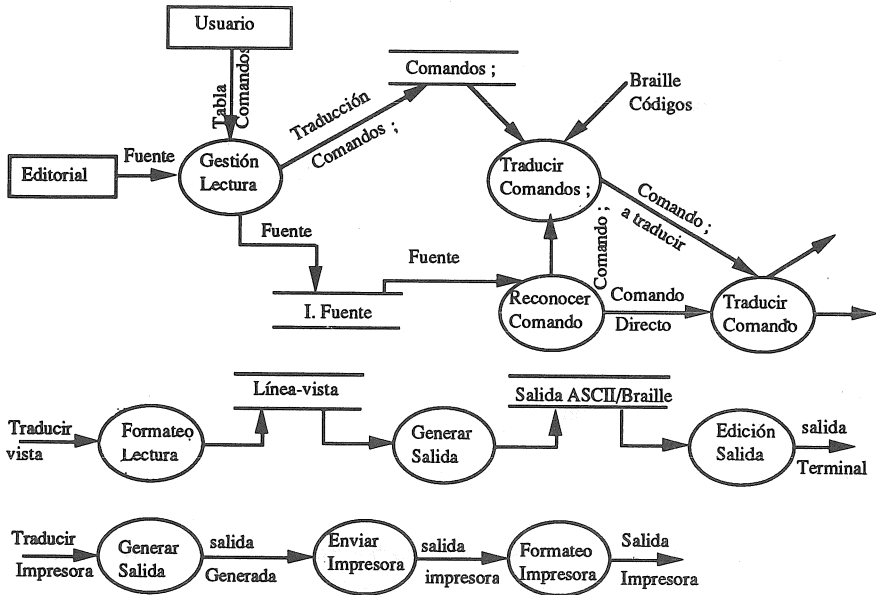 Usuario
Tabla
Comandos
Comandos ;
Braille
Códigos
Traducción
Comandos ;
Editorial
Fuente
Gestión
Lectura
Traducir
Comandos ;
Comando ;
a traducir
Comando ;
Fuente
Fuente
I. Fuente
Reconocer
Comando
Comando
Directo
Traducir
Comando
Línea-vista
Salida ASCII/Braille
Traducir
vista
Formateo
Lectura
Generar
Salida
Edición
Salida
salida
Terminal
Traducir
Impresora
Generar
Salida
salida
Generada
Enviar
Impresora
salida
impresora
Formateo
Impresora
Salida
Impresora